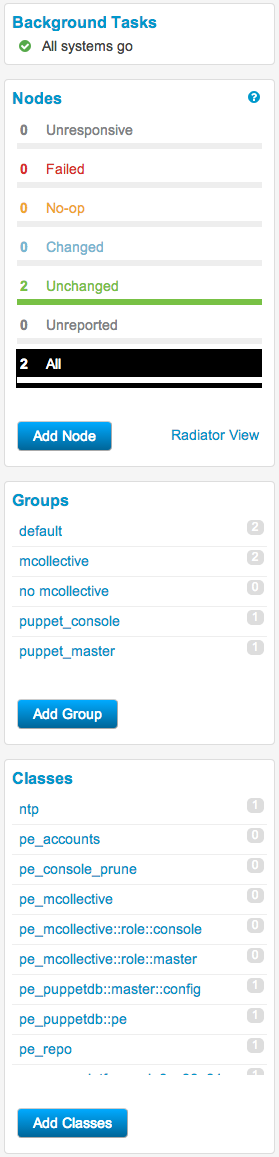 Background Tasks
All systems go
Nodes ?
0 Unresponsive
0 Failed
0 No-op
0 Changed
2 Unchanged
0 Unreported
2 All
Add Node Radiator View
Groups
default 2
mcollective 2
no mcollective 0
puppet_console 1
puppet_master 1
Add Group
Classes
ntp 1
pe_accounts 0
pe_console_prune 0
pe_mcollective 0
pe_mcollective::role::console 0
pe_mcollective::role::master 0
pe_puppetdb::master::config 1
pe_puppetdb::pe 1
pe_repo 1
Add Classes